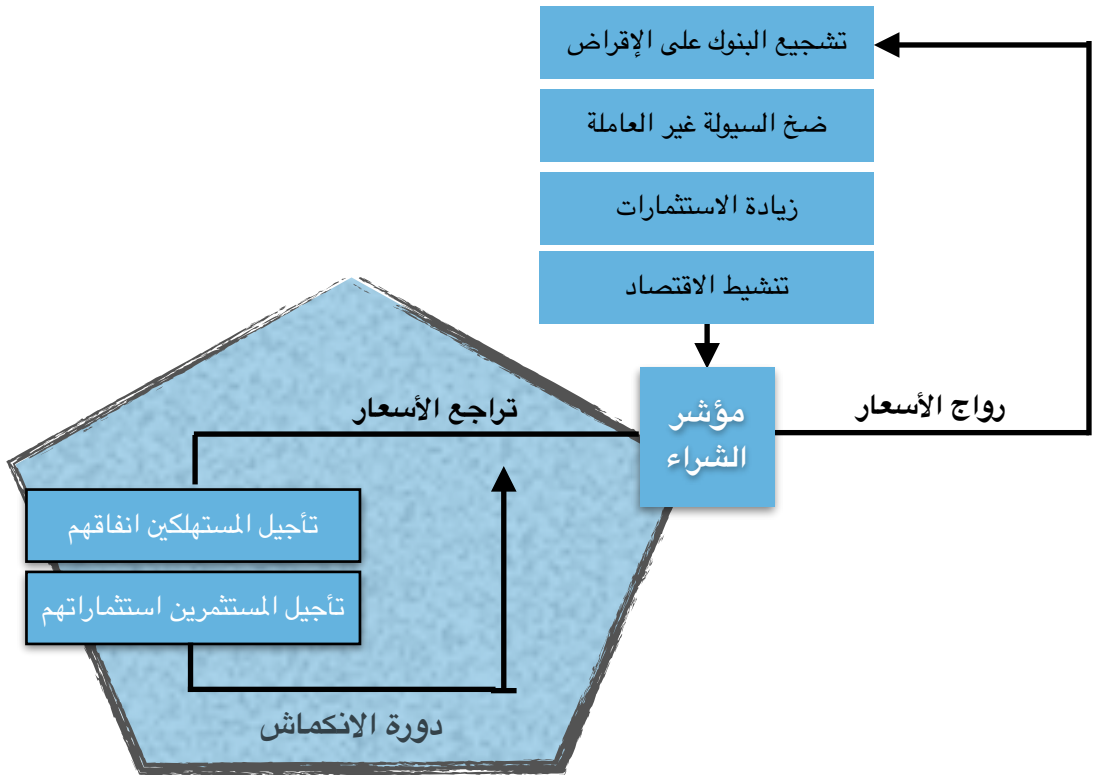 تشجيع البنوك على الإقراض
ضخ السيولة غير العاملة
زيادة الاستثمارات
تنشيط الاقتصاد
مؤشر
الشراء
رواج الأسعار
تراجع الأسعار
تأجيل المستهلكين انفاقهم
تأجيل المستثمرين استثماراتهم
دورة الانكماش